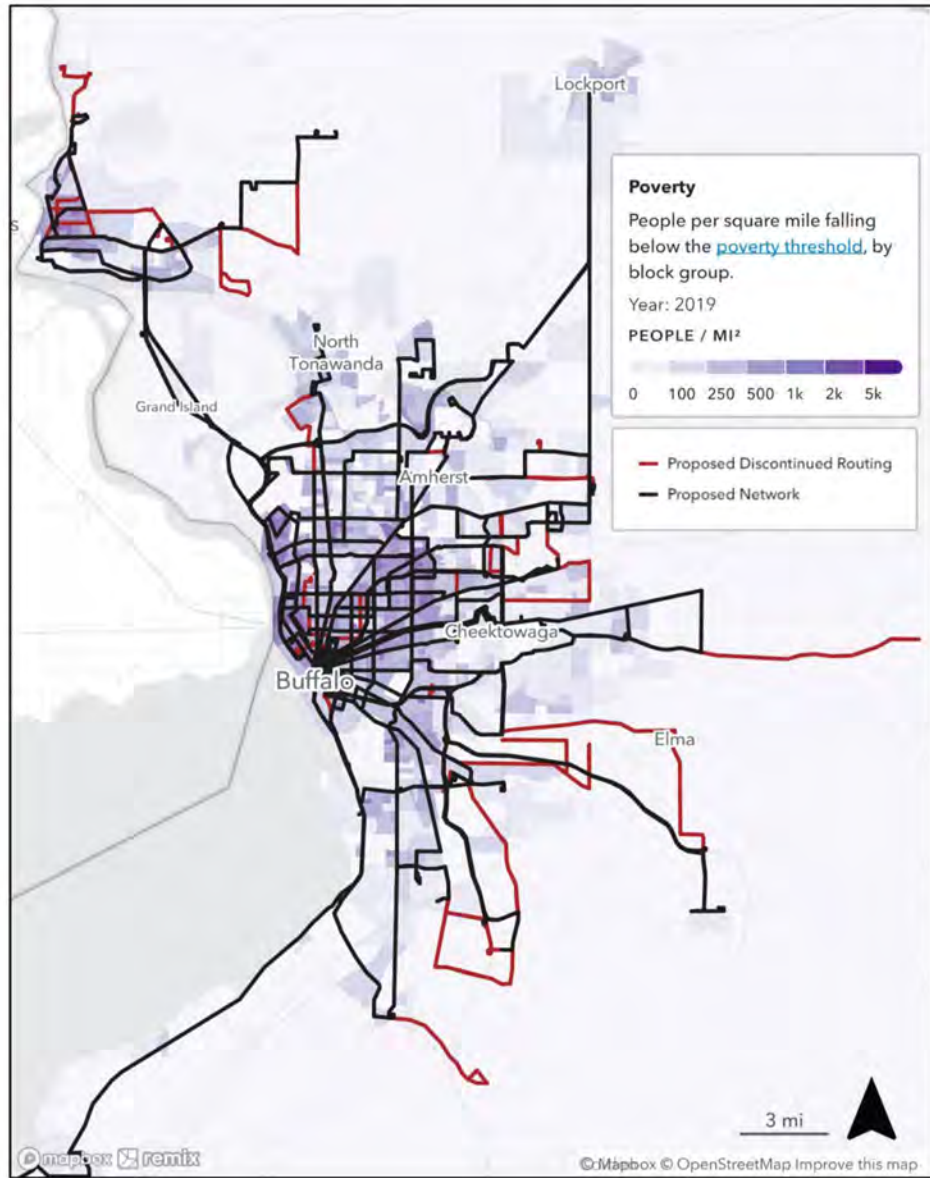 Lockport
s
Poverty
People per square mile falling
below the poverty threshold, by
block group.
Year: 2019
PEOPLE / MI²
0 100 250 500 1k 2k 5k
Proposed Discontinued Routing
Proposed Network
North
Tonawanda
Grand Island
Amherst
Cheektowaga
Buffalo
Elma
3 mi
mapbox remix
© Mapbox © OpenStreetMap Improve this map